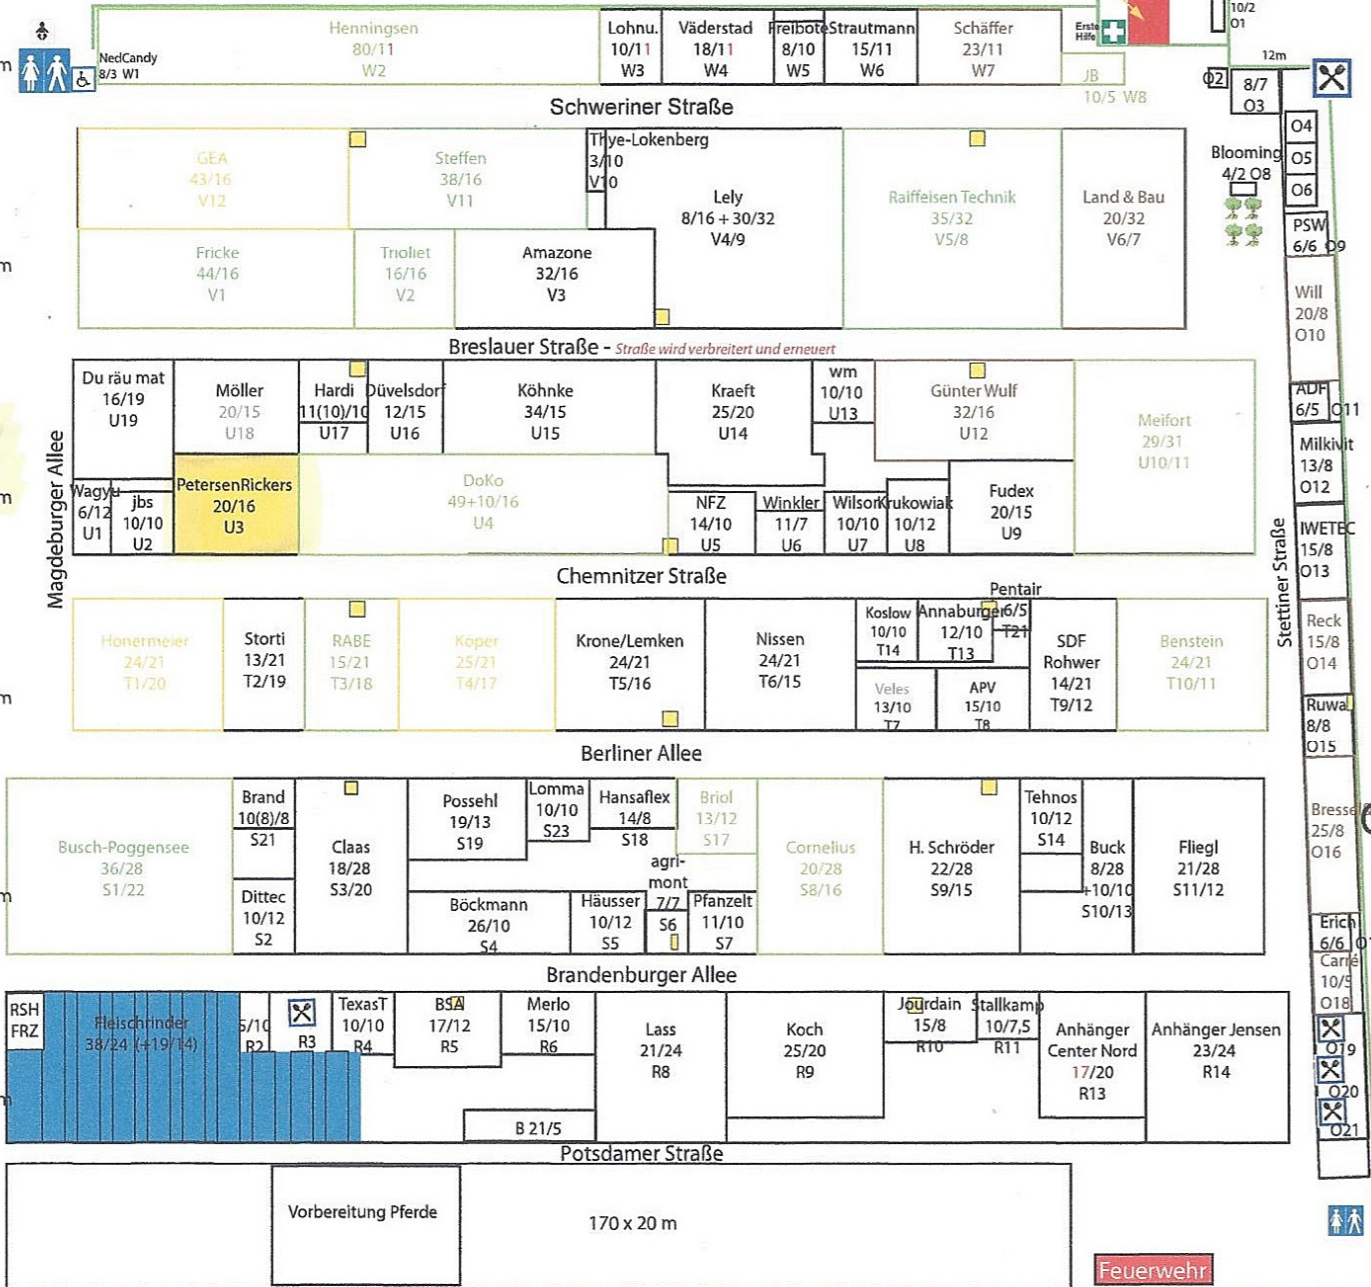 10/2
O1
12m
Erste
Hilfe
NedCandy
8/3 W1
Henningsen
80/11
W2
Lohnu.
10/11
W3
Väderstad
18/11
W4
Freibote
8/10
W5
Strautmann
15/11
W6
Schäffer
23/11
W7
JB
10/5 W8
O2
8/7
O3
Schweriner Straße
GEA
43/16
V12
Steffen
38/16
V11
Thye-Lokenberg
3/10
V10
Lely
8/16 + 30/32
V4/9
Raiffeisen Technik
35/32
V5/8
Land & Bau
20/32
V6/7
Fricke
44/16
V1
Trioliet
16/16
V2
Amazone
32/16
V3
Blooming
4/2 O8
O4
O5
O6
PSW
6/6 O9
Will
20/8
O10
ADF
6/5 O11
Milkivit
13/8
O12
IWETEC
15/8
O13
Reck
15/8
O14
Ruwa
8/8
O15
25/8
O16
Erich
6/6
Carré
10/5
O18
O19
O20
O21
Stettiner Straße
Breslauer Straße - Straße wird verbreitert und erneuert
Magdeburger Allee
Du räu mat
16/19
U19
Möller
20/15
U18
Hardi
11(10)/10
U17
Düvelsdorf
12/15
U16
Köhnke
34/15
U15
Kraeft
25/20
U14
wm
10/10
U13
Günter Wulf
32/16
U12
Meifort
29/31
U10/11
Wagyu
6/12
U1
jbs
10/10
U2
PetersenRickers
20/16
U3
DoKo
49+10/16
U4
NFZ
14/10
U5
Winkler
11/7
U6
Wilson
10/10
U7
Krukowiak
10/12
U8
Fudex
20/15
U9
Chemnitzer Straße
Honermeier
24/21
T1/20
Storti
13/21
T2/19
RABE
15/21
T3/18
Köper
25/21
T4/17
Krone/Lemken
24/21
T5/16
Nissen
24/21
T6/15
Koslow
10/10
T14
Annaburger
12/10
T13
Pentair
6/5
T21
Veles
13/10
T7
APV
15/10
T8
SDF
Rohwer
14/21
T9/12
Benstein
24/21
T10/11
Berliner Allee
Busch-Poggensee
36/28
S1/22
Brand
10(8)/8
S21
Dittec
10/12
S2
Claas
18/28
S3/20
Possehl
19/13
S19
Lomma
10/10
S23
Hansaflex
14/8
S18
Briol
13/12
S17
Böckmann
26/10
S4
Häusser
10/12
S5
agri-
mont
7/7
S6
Pfanzelt
11/10
S7
Cornelius
20/28
S8/16
H. Schröder
22/28
S9/15
Tehnos
10/12
S14
Buck
8/28
+10/10
S10/13
Fliegl
21/28
S11/12
Brandenburger Allee
RSH
FRZ
Fleischrinder
38/24 (+19/14)
5/10
R2
R3
TexasT
10/10
R4
BSA
17/12
R5
Merlo
15/10
R6
B 21/5
Lass
21/24
R8
Koch
25/20
R9
Jourdain
15/8
R10
Stallkamp
10/7,5
R11
Anhänger
Center Nord
17/20
R13
Anhänger Jensen
23/24
R14
Potsdamer Straße
Vorbereitung Pferde
170 x 20 m
Feuerwehr